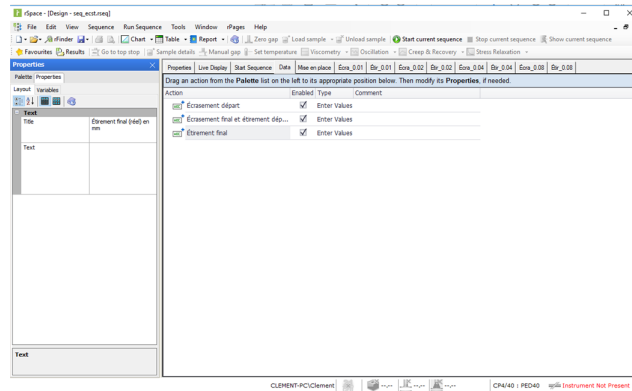 rSpace - [Design - seq_ecst.rseq]
File Edit View Sequence Run Sequence Tools Window rPages Help
rFinder Chart Table Report Zero gap Load sample Unload sample Start current sequence Stop current sequence Show current sequence
Favourites Results Go to top stop Sample details Manual gap Set temperature Viscometry Oscillation Creep & Recovery Stress Relaxation
Properties
Palette Properties
Layout Variables
Text
Title Étirement final (réel) en mm
Text
Text
Properties Live Display Start Sequence Data Mise en place Écra_0.01 Étir_0.01 Écra_0.02 Étir_0.02 Écra_0.04 Étir_0.04 Écra_0.08 Étir_0.08
Drag an action from the Palette list on the left to its appropriate position below. Then modify its Properties, if needed.
Action Enabled Type Comment
Écrasement départ Enter Values
Écrasement final et étirement dép... Enter Values
Étirement final Enter Values
CLEMENT-PC\Clement --,-- --,-- --,-- CP4/40 : PED40 Instrument Not Present